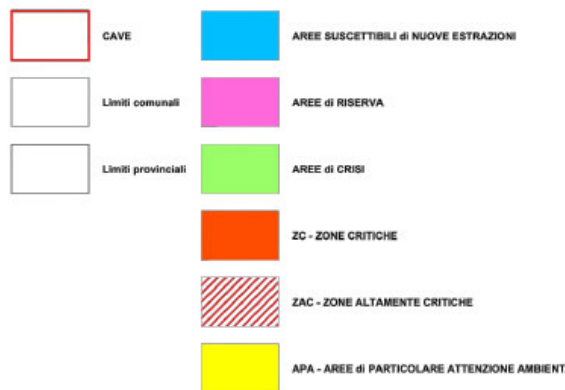 CAVE
AREE SUSCETTIBILI di NUOVE ESTRAZIONI
Limiti comunali
AREE di RISERVA
Limiti provinciali
AREE di CRISI
ZC - ZONE CRITICHE
ZAC - ZONE ALTAMENTE CRITICHE
APA - AREE di PARTICOLARE ATTENZIONE AMBIENT